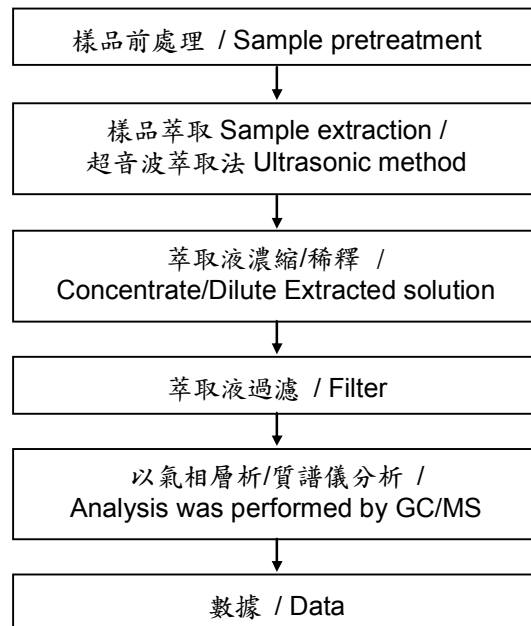 樣品前處理 / Sample pretreatment
樣品萃取 Sample extraction /
超音波萃取法 Ultrasonic method
萃取液濃縮/稀釋 /
Concentrate/Dilute Extracted solution
萃取液過濾 / Filter
以氣相層析/質譜儀分析 /
Analysis was performed by GC/MS
數據 / Data